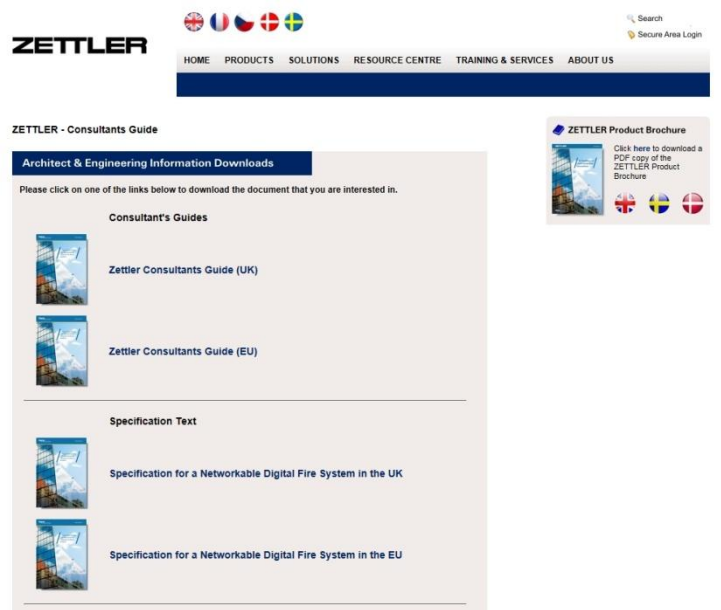 ZETTLER
Search
Secure Area Login
HOME PRODUCTS SOLUTIONS RESOURCE CENTRE TRAINING & SERVICES ABOUT US
ZETTLER - Consultants Guide
Architect & Engineering Information Downloads
Please click on one of the links below to download the document that you are interested in.
Consultant's Guides
Zettler Consultants Guide (UK)
Zettler Consultants Guide (EU)
Specification Text
Specification for a Networkable Digital Fire System in the UK
Specification for a Networkable Digital Fire System in the EU
ZETTLER Product Brochure
Click here to download a
PDF copy of the
ZETTLER Product
Brochure